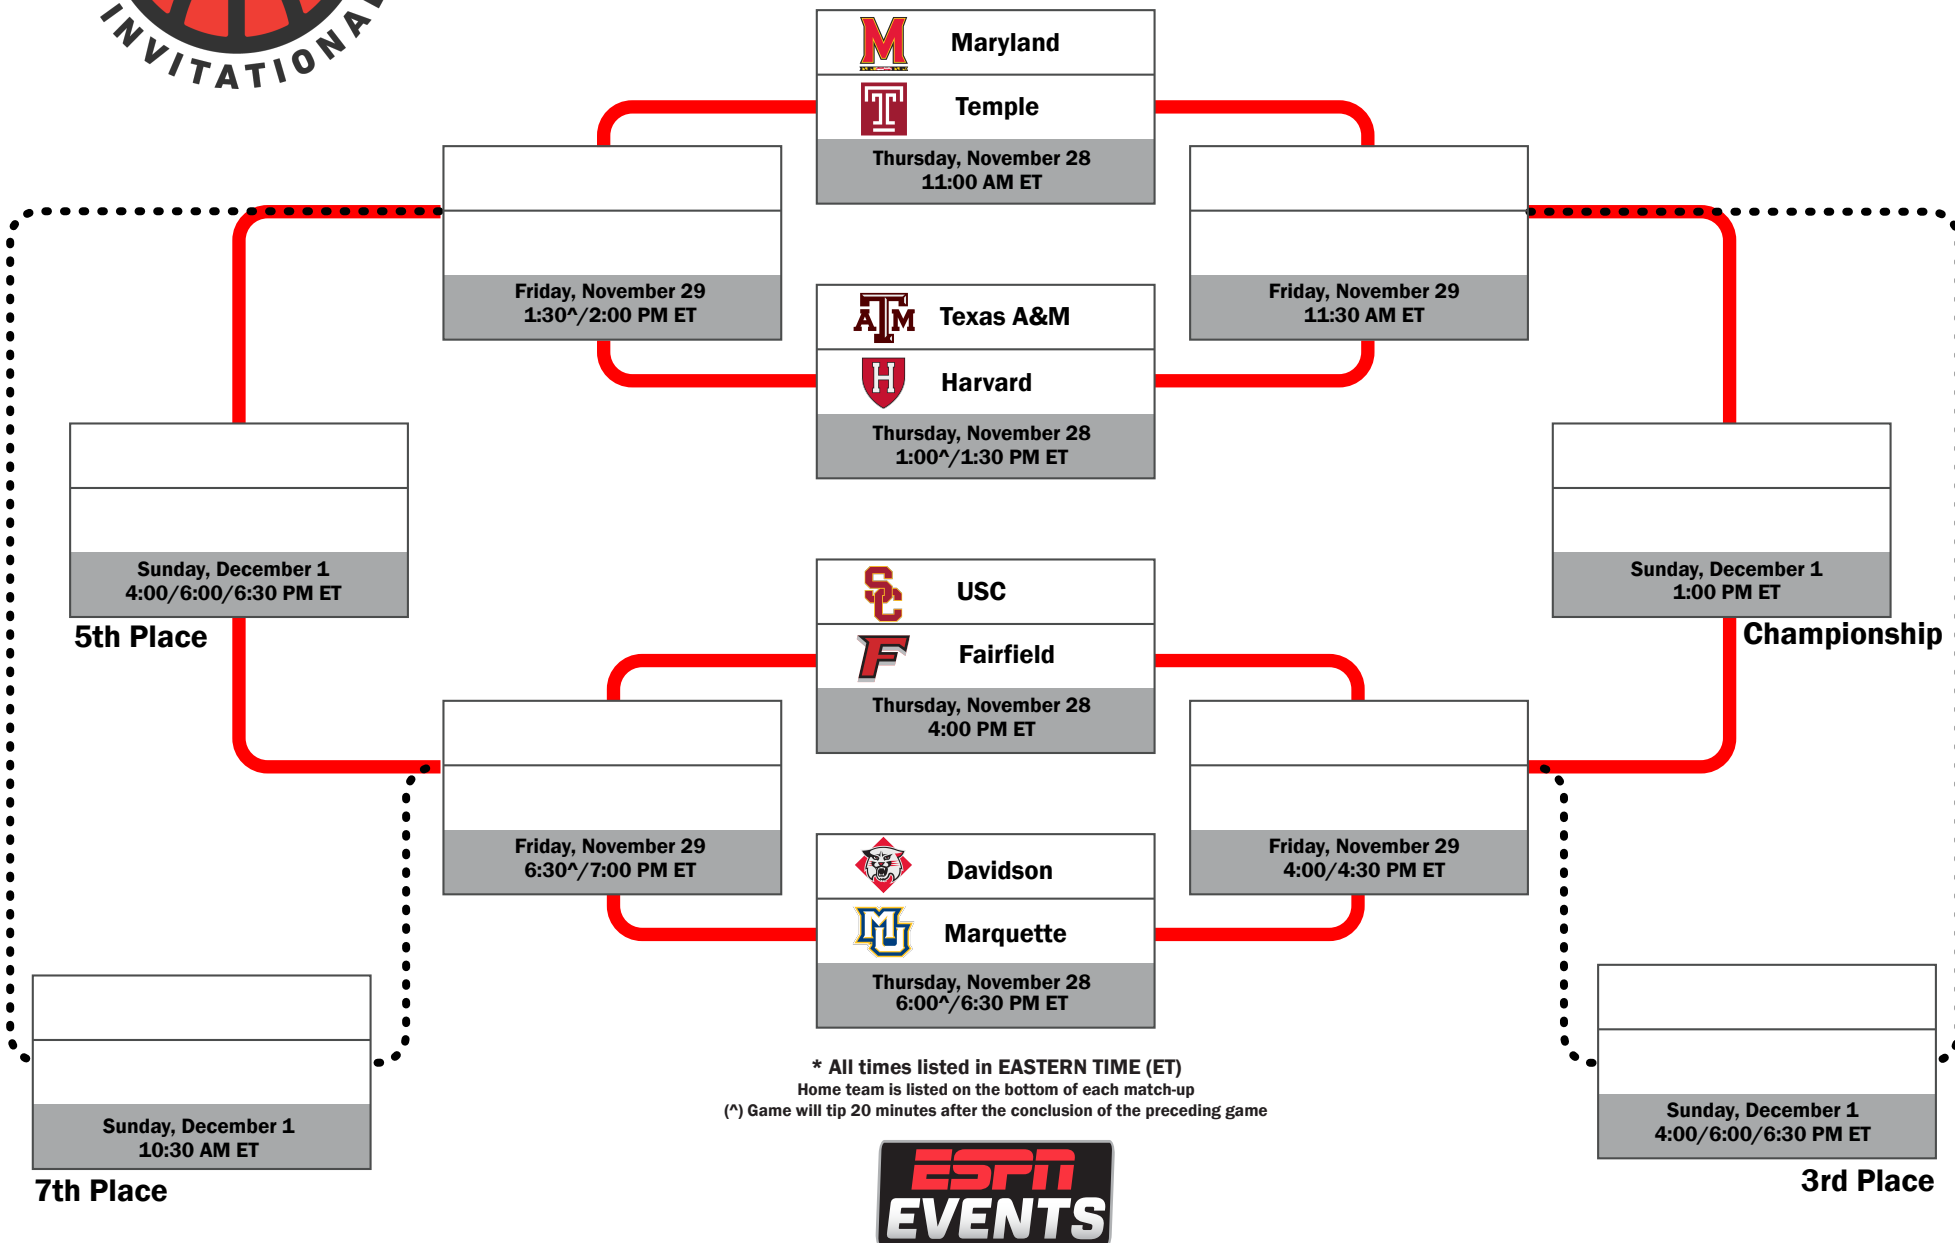 INVITATIONAL
Maryland
Temple
Thursday, November 28
11:00 AM ET
Friday, November 29
1:30^/2:00 PM ET
Friday, November 29
11:30 AM ET
Texas A&M
Harvard
Thursday, November 28
1:00^/1:30 PM ET
Sunday, December 1
4:00/6:00/6:30 PM ET
5th Place
Sunday, December 1
1:00 PM ET
Championship
USC
Fairfield
Thursday, November 28
4:00 PM ET
Friday, November 29
6:30^/7:00 PM ET
Friday, November 29
4:00/4:30 PM ET
Davidson
Marquette
Thursday, November 28
6:00^/6:30 PM ET
Sunday, December 1
10:30 AM ET
7th Place
Sunday, December 1
4:00/6:00/6:30 PM ET
3rd Place
* All times listed in EASTERN TIME (ET)
Home team is listed on the bottom of each match-up
(^) Game will tip 20 minutes after the conclusion of the preceding game
ESPN
EVENTS